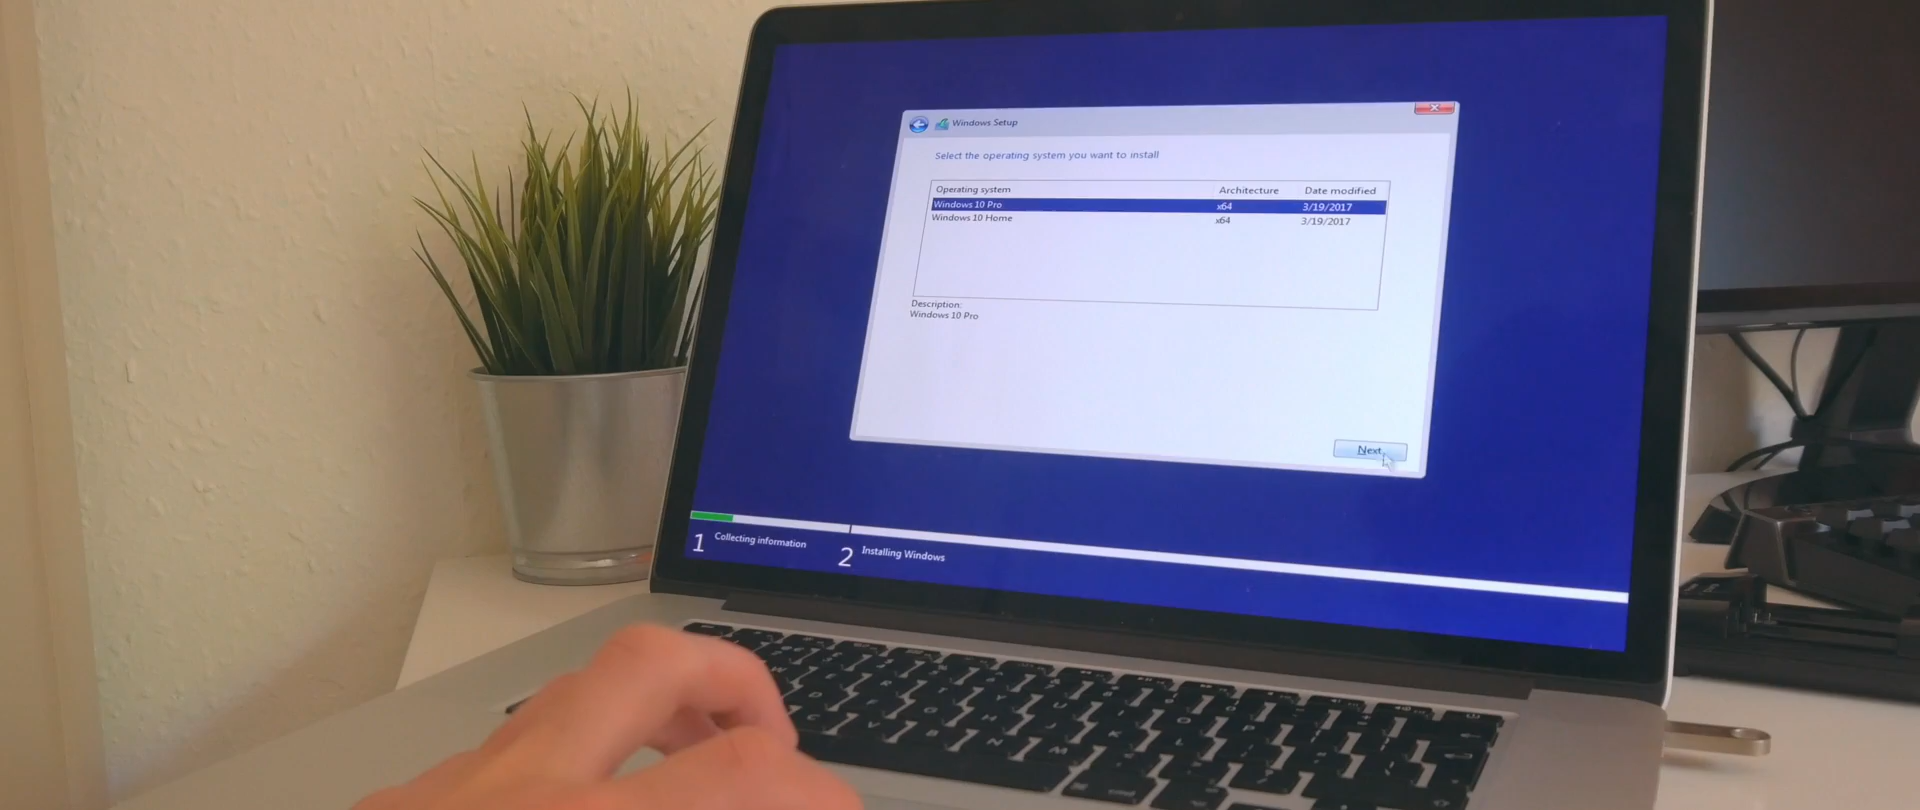 Windows Setup
Select the operating system you want to install
Operating system Architecture Date modified
Windows 10 Pro x64 3/19/2017
Windows 10 Home x64 3/19/2017
Description:
Windows 10 Pro
Next
1 Collecting information 2 Installing Windows